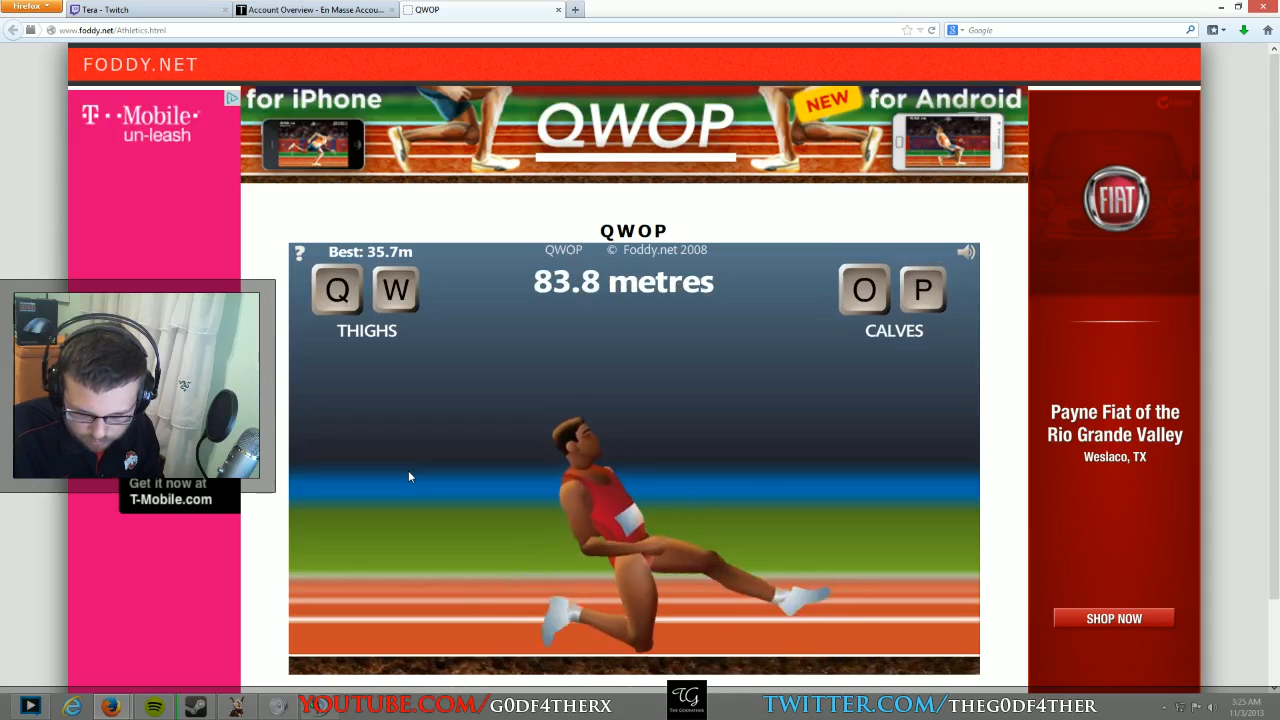 Firefox
Tera - Twitch
Account Overview - En Masse Accou...
QWOP
www.foddy.net/Athletics.html
Google
FODDY.NET
T··Mobile·
un-leash
for iPhone
QWOP
NEW
for Android
FIAT
QWOP
Best: 35.7m
QWOP © Foddy.net 2008
83.8 metres
Q W
O P
THIGHS
CALVES
Payne Fiat of the
Rio Grande Valley
Weslaco, TX
Get it now at
T-Mobile.com
SHOP NOW
YOUTUBE.COM/G0DF4THERX
TG
THE GODFATHER
TWITTER.COM/THEG0DF4THER
3:25 AM
11/3/2013